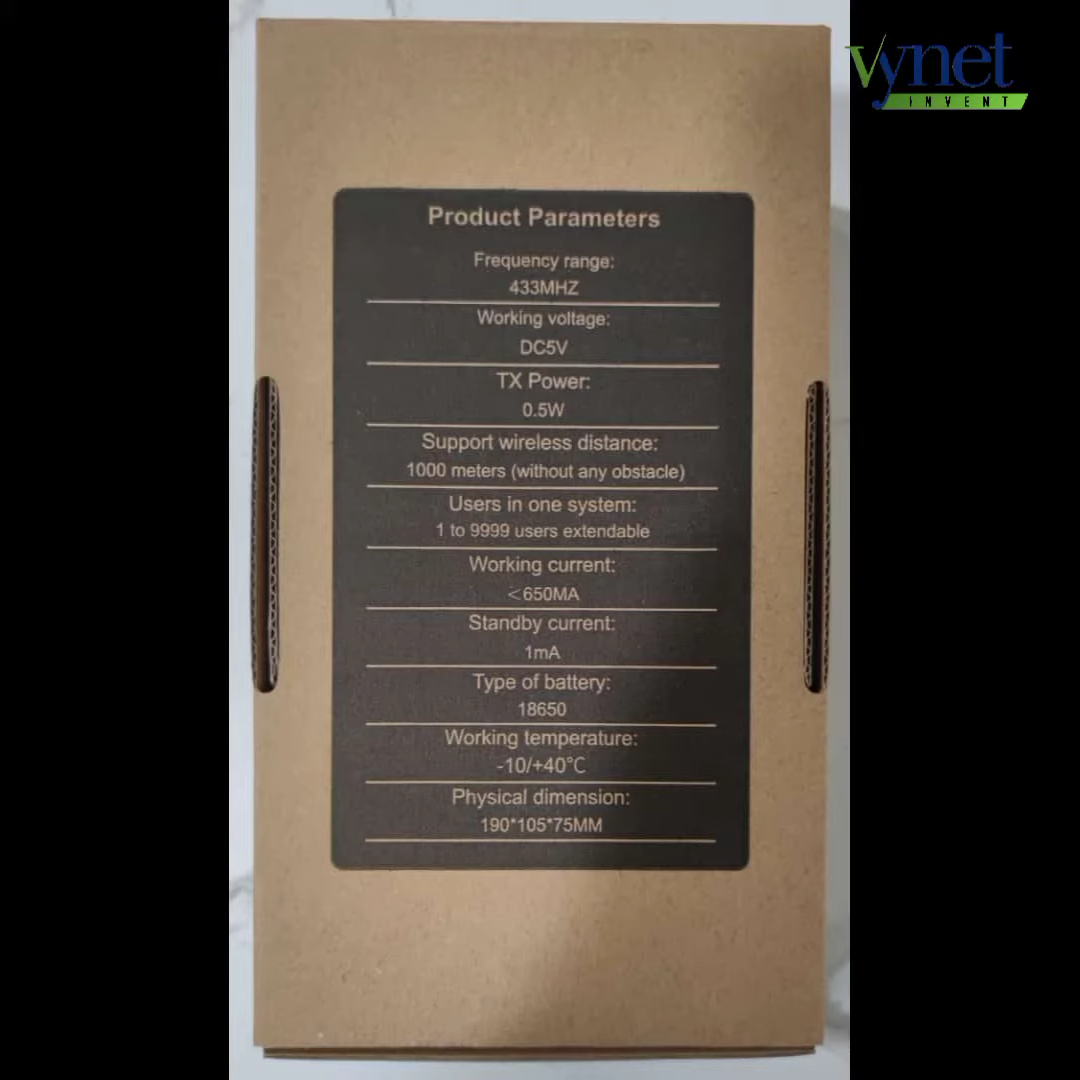 Vynet
INVENT
Product Parameters
Frequency range:
433MHZ
Working voltage:
DC5V
TX Power:
0.5W
Support wireless distance:
1000 meters (without any obstacle)
Users in one system:
1 to 9999 users extendable
Working current:
<650MA
Standby current:
1mA
Type of battery:
18650
Working temperature:
-10/+40℃
Physical dimension:
190*105*75MM